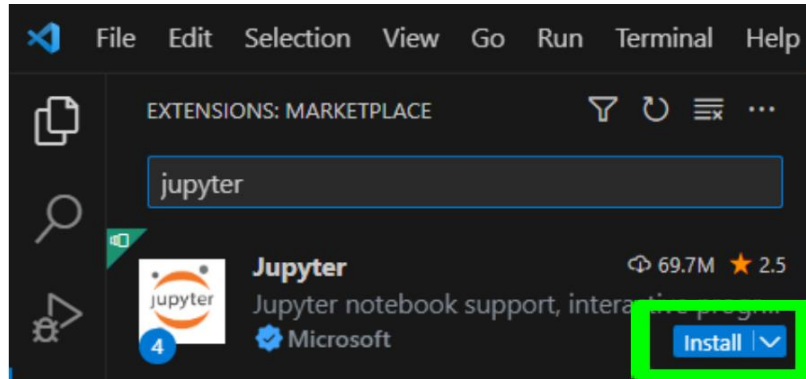 File Edit Selection View Go Run Terminal Help
EXTENSIONS: MARKETPLACE
jupyter
Jupyter 69.7M 2.5
jupyter
Jupyter notebook support, interactive progr...
4 Microsoft Install